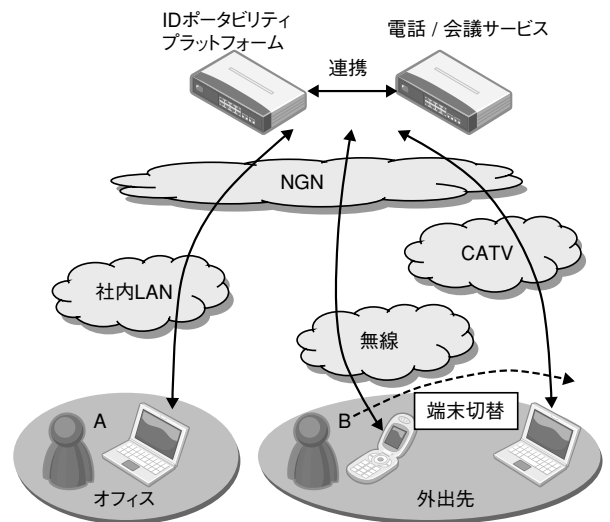 IDポータビリティ
プラットフォーム
電話 / 会議サービス
連携
NGN
CATV
社内LAN
無線
A
B
端末切替
オフィス
外出先